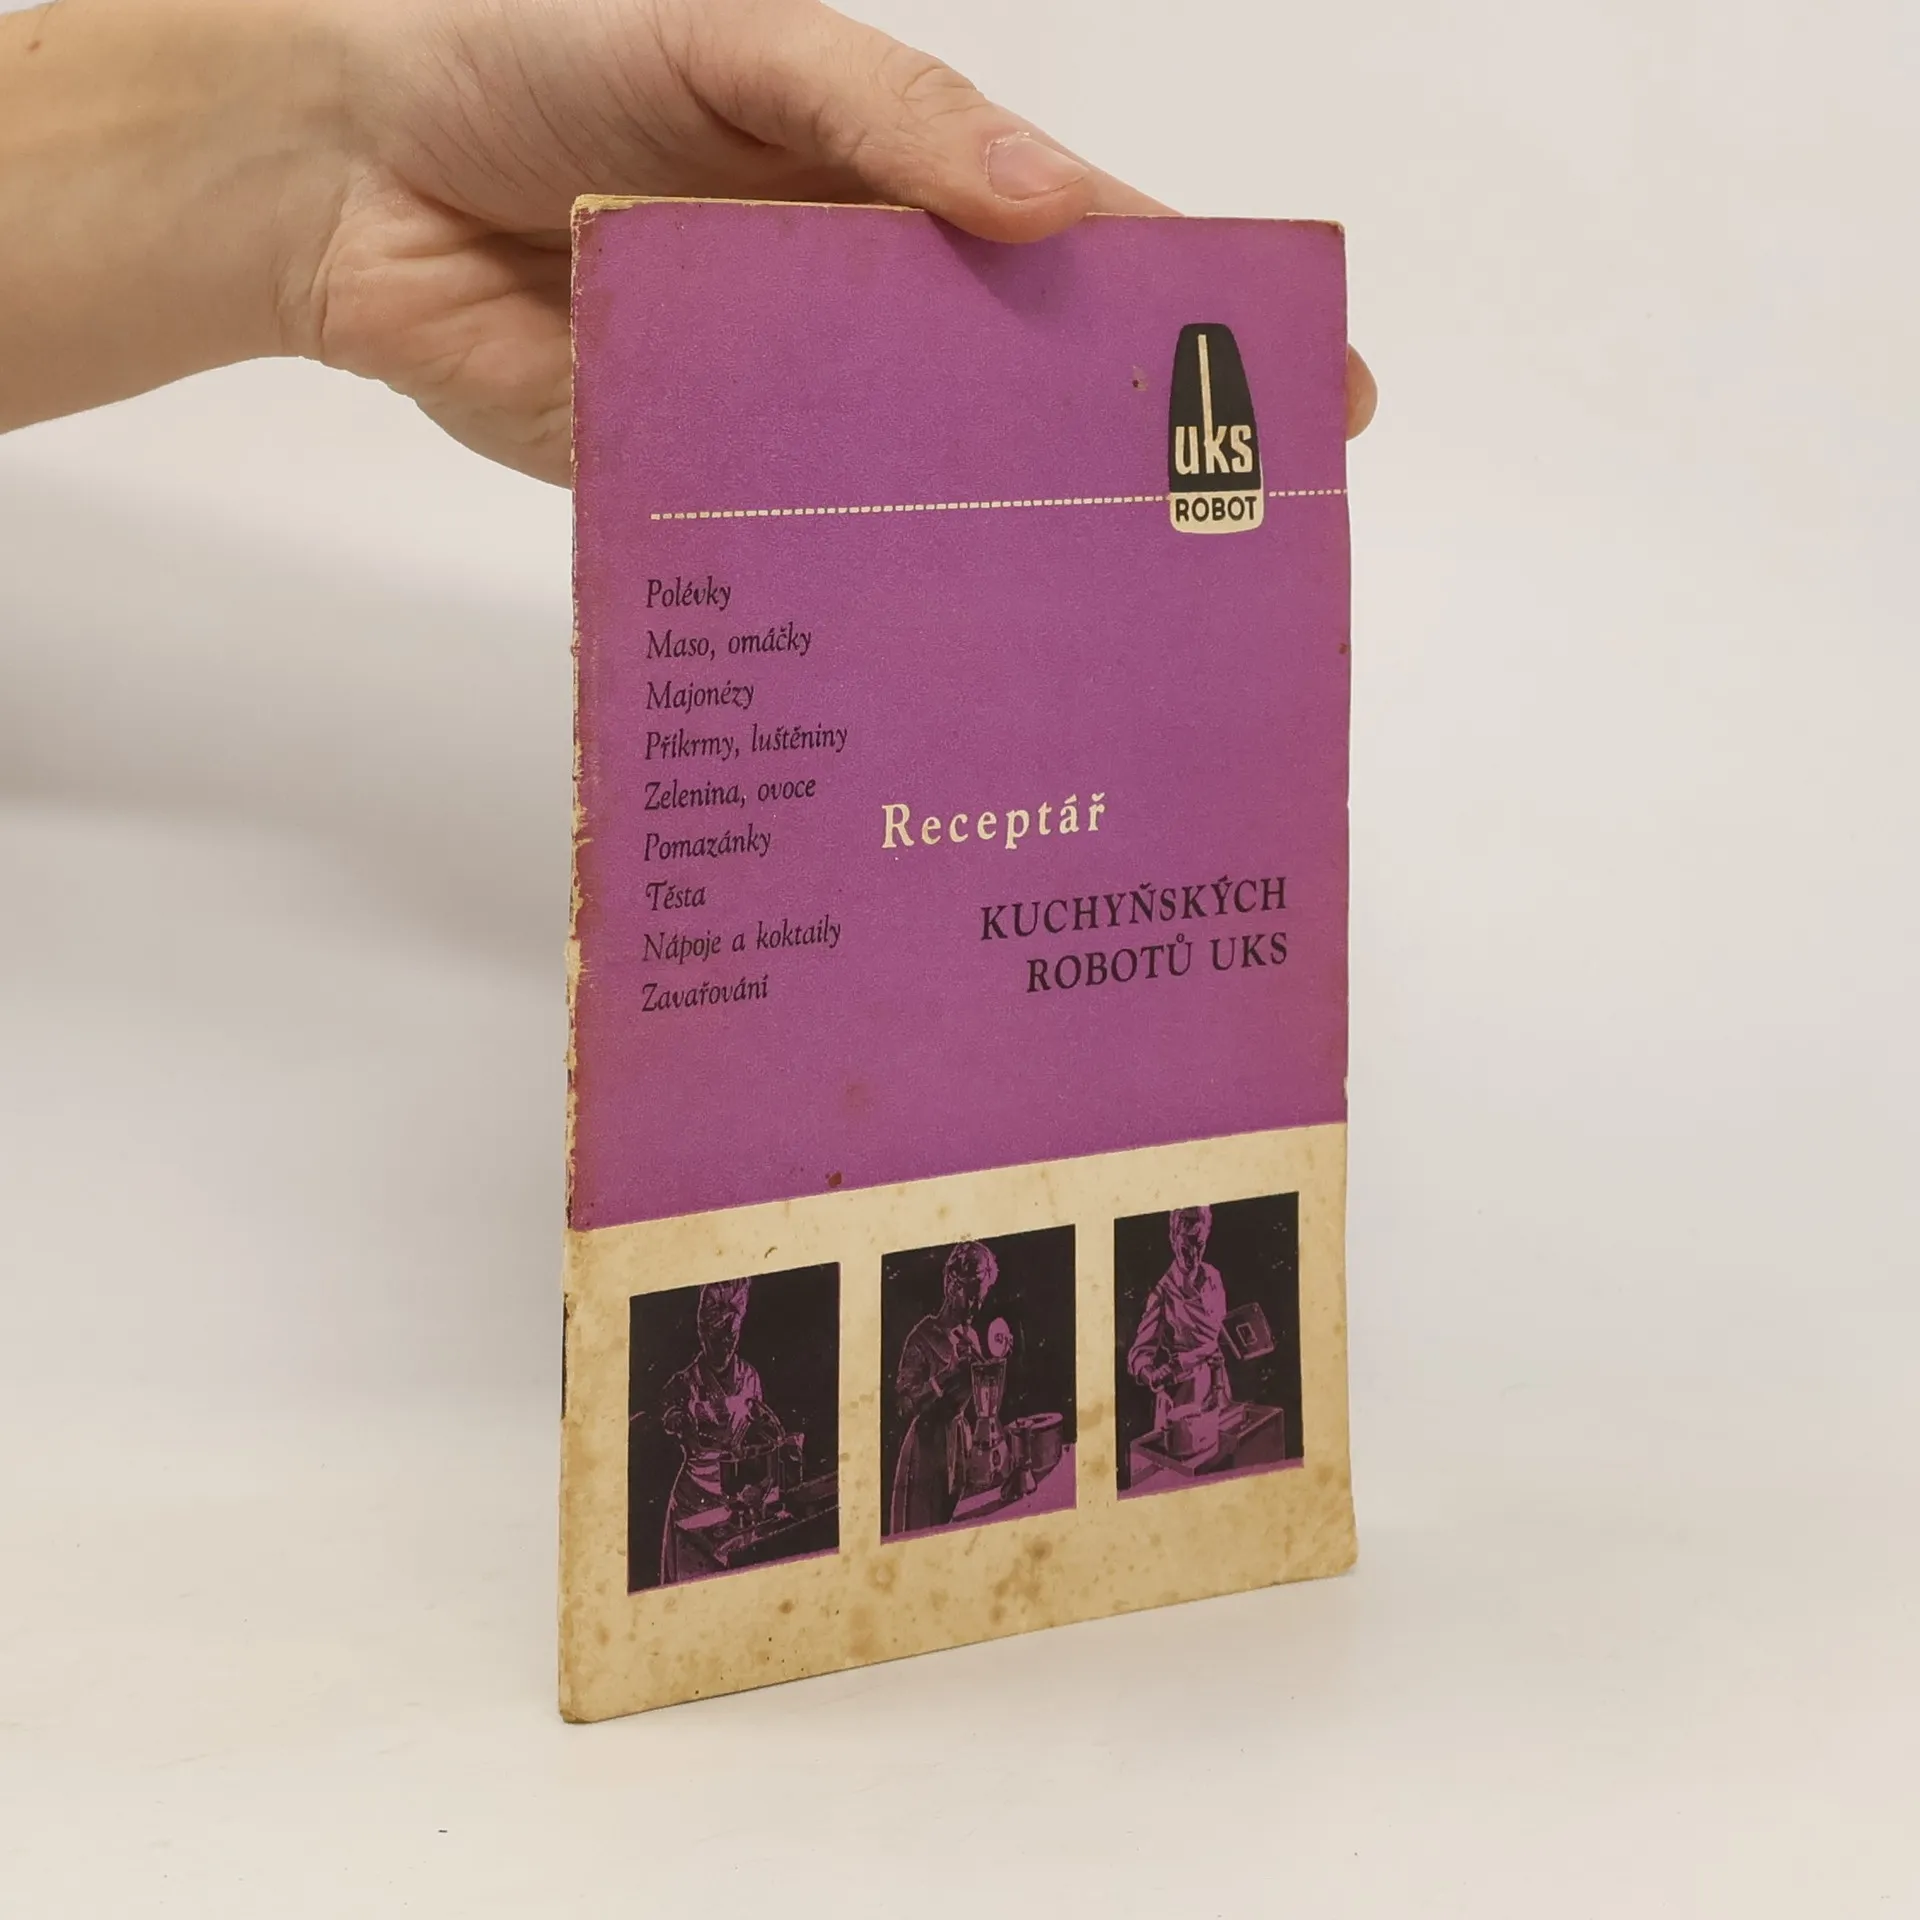 uks
ROBOT
Polévky
Maso, omáčky
Majonézy
Příkrmy, luštěniny
Zelenina, ovoce
Pomazánky
Těsta
Nápoje a koktaily
Zavařování
Receptář
KUCHYŇSKÝCH
ROBOTŮ UKS